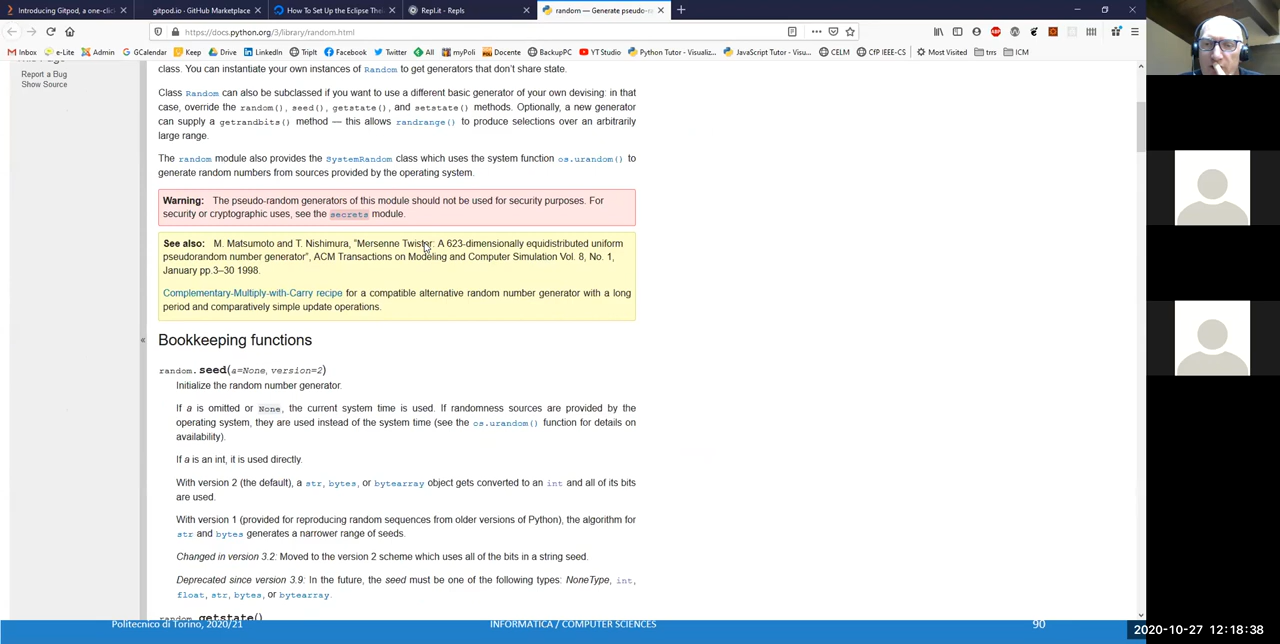 Introducing Gitpod, a one-cli
gitpod.io · GitHub Marketplace
How To Set Up the Eclipse Thei
Repl.it - Repls
random — Generate pseudo-ra
https://docs.python.org/3/library/random.html
Inbox e-Lite Admin GCalendar Keep Drive LinkedIn TripIt Facebook Twitter All myPoli Docente BackupPC YT Studio Python Tutor - Visualiz... JavaScript Tutor - Visu... CELM CfP IEEE-CS Most Visited trrs ICM
Report a Bug
Show Source
class. You can instantiate your own instances of Random to get generators that don't share state.
Class Random can also be subclassed if you want to use a different basic generator of your own devising: in that
case, override the random(), seed(), getstate(), and setstate() methods. Optionally, a new generator
can supply a getrandbits() method — this allows randrange() to produce selections over an arbitrarily
large range.
The random module also provides the SystemRandom class which uses the system function os.urandom() to
generate random numbers from sources provided by the operating system.
Warning: The pseudo-random generators of this module should not be used for security purposes. For
security or cryptographic uses, see the secrets module.
See also: M. Matsumoto and T. Nishimura, "Mersenne Twister: A 623-dimensionally equidistributed uniform
pseudorandom number generator", ACM Transactions on Modeling and Computer Simulation Vol. 8, No. 1,
January pp.3–30 1998.
Complementary-Multiply-with-Carry recipe for a compatible alternative random number generator with a long
period and comparatively simple update operations.
«
Bookkeeping functions
random.seed(a=None, version=2)
Initialize the random number generator.
If a is omitted or None, the current system time is used. If randomness sources are provided by the
operating system, they are used instead of the system time (see the os.urandom() function for details on
availability).
If a is an int, it is used directly.
With version 2 (the default), a str, bytes, or bytearray object gets converted to an int and all of its bits
are used.
With version 1 (provided for reproducing random sequences from older versions of Python), the algorithm for
str and bytes generates a narrower range of seeds.
Changed in version 3.2: Moved to the version 2 scheme which uses all of the bits in a string seed.
Deprecated since version 3.9: In the future, the seed must be one of the following types: NoneType, int,
float, str, bytes, or bytearray.
random.getstate()
Politecnico di Torino, 2020/21 INFORMATICA / COMPUTER SCIENCES 90
2020-10-27 12:18:38